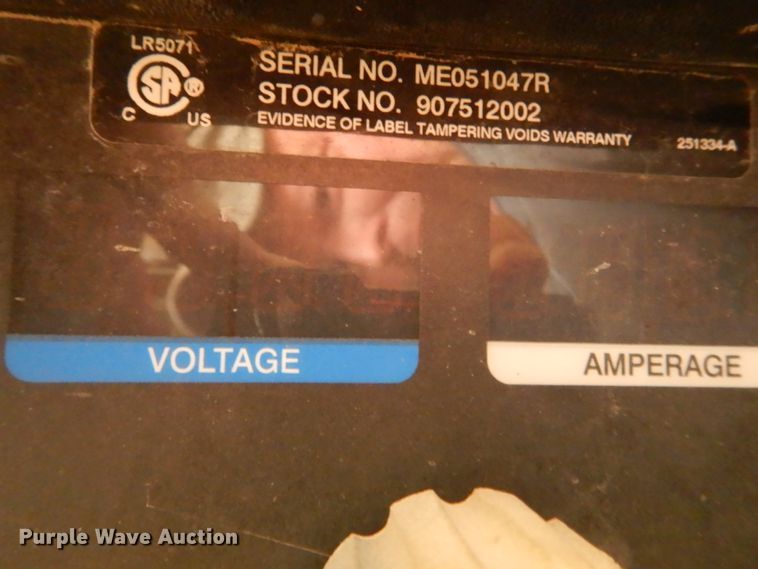 LR5071
SA ®
C US
SERIAL NO. ME051047R
STOCK NO. 907512002
EVIDENCE OF LABEL TAMPERING VOIDS WARRANTY
251334-A
VOLTAGE
AMPERAGE
Purple Wave Auction